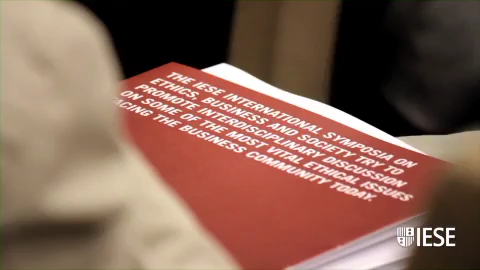 THE IESE INTERNATIONAL SYMPOSIA ON
ETHICS, BUSINESS AND SOCIETY TRY TO
PROMOTE INTERDISCIPLINARY DISCUSSION
ON SOME OF THE MOST VITAL ETHICAL ISSUES
FACING THE BUSINESS COMMUNITY TODAY.
IESE